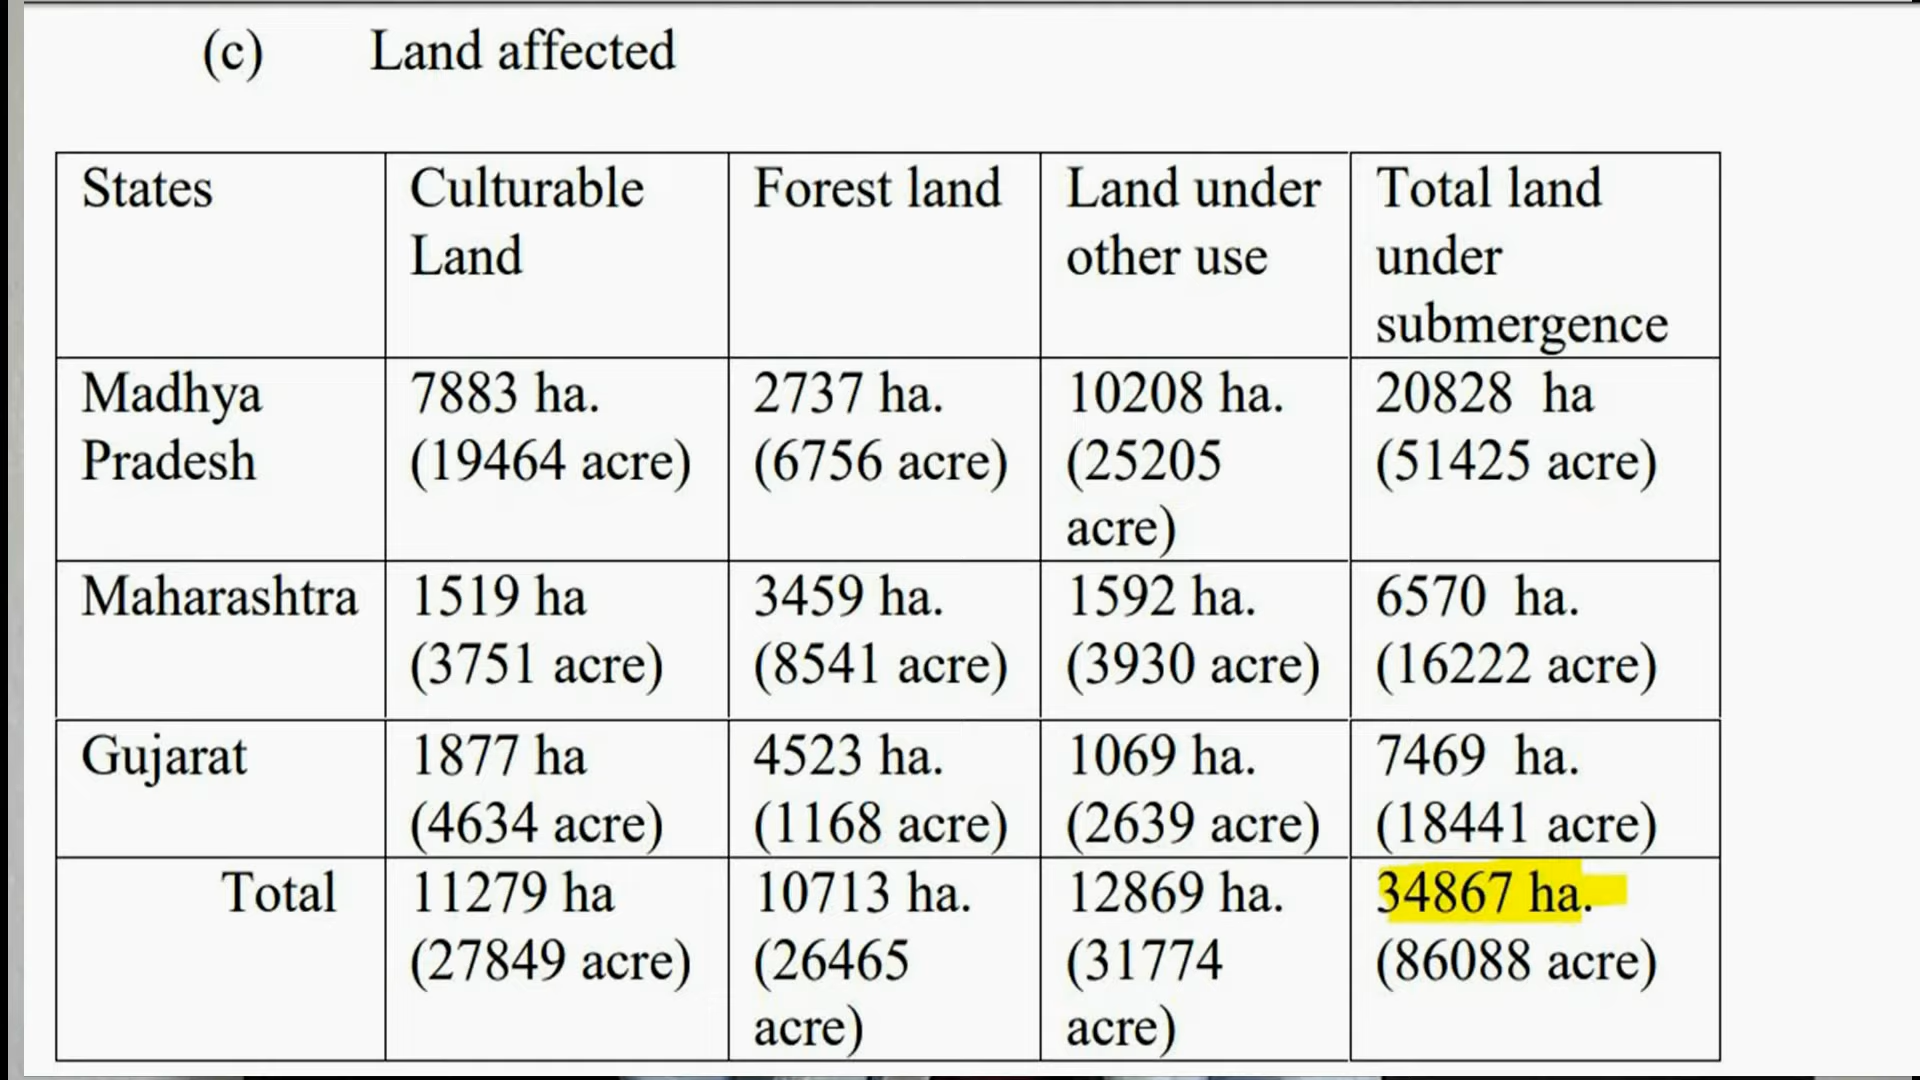 (c) Land affected
States
Culturable
Land
Forest land
Land under
other use
Total land
under
submergence
Madhya
Pradesh
7883 ha.
(19464 acre)
2737 ha.
(6756 acre)
10208 ha.
(25205
acre)
20828 ha
(51425 acre)
Maharashtra
1519 ha
(3751 acre)
3459 ha.
(8541 acre)
1592 ha.
(3930 acre)
6570 ha.
(16222 acre)
Gujarat
1877 ha
(4634 acre)
4523 ha.
(1168 acre)
1069 ha.
(2639 acre)
7469 ha.
(18441 acre)
Total
11279 ha
(27849 acre)
10713 ha.
(26465
acre)
12869 ha.
(31774
acre)
34867 ha.
(86088 acre)